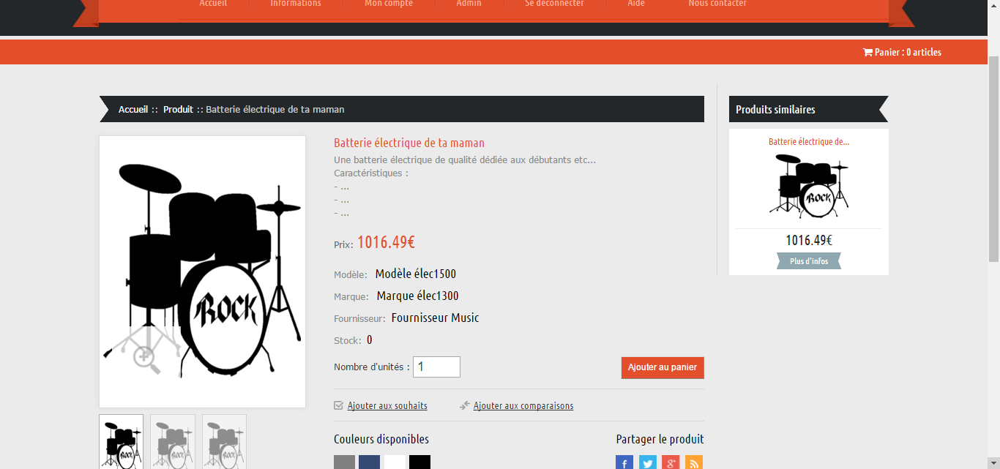 Accueil Informations Mon compte Admin Se déconnecter Aide Nous contacter
Panier : 0 articles
Accueil :: Produit :: Batterie électrique de ta maman
Produits similaires
Batterie électrique de ta maman
Une batterie électrique de qualité dédiée aux débutants etc...
Caractéristiques :
- ...
- ...
- ...
Prix: 1016.49€
Modèle: Modèle élec1500
Marque: Marque élec1300
Fournisseur: Fournisseur Music
Stock: 0
Nombre d'unités : 1
Ajouter au panier
Ajouter aux souhaits
Ajouter aux comparaisons
Couleurs disponibles
Partager le produit
ROCK
ROCK
ROCK
ROCK
Batterie électrique de...
ROCK
1016.49€
Plus d'infos